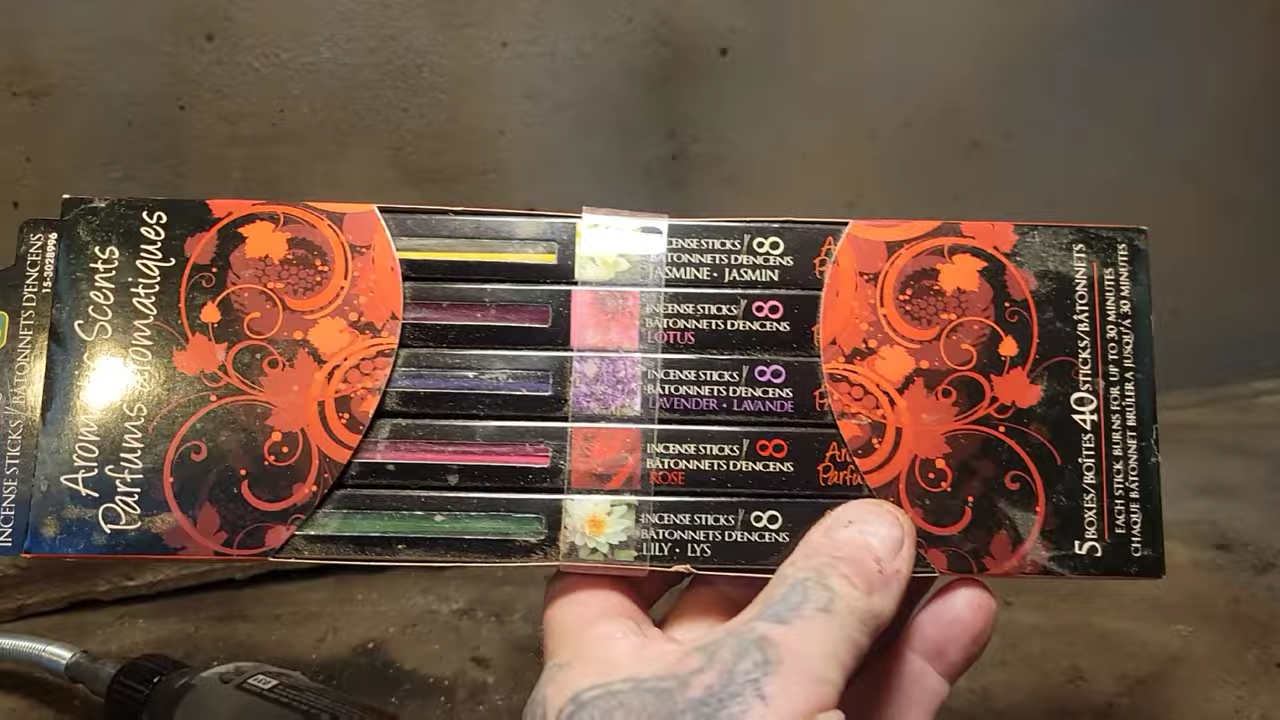 INCENSE STICKS/BÂTONNETS D'ENCENS
15-3028996
Scents
Parfums
INCENSE STICKS/ 8
BÂTONNETS D'ENCENS
JASMINE • JASMIN
INCENSE STICKS/ 8
BÂTONNETS D'ENCENS
LOTUS
INCENSE STICKS/ 8
BÂTONNETS D'ENCENS
LAVENDER • LAVANDE
INCENSE STICKS/ 8
BÂTONNETS D'ENCENS
ROSE
INCENSE STICKS/ 8
BÂTONNETS D'ENCENS
LILY • LYS
5 BOXES/BOÎTES 40 STICKS/BÂTONNETS
EACH STICK BURNS FOR UP TO 30 MINUTES
CHAQUE BÂTONNET BRÛLERA JUSQU'À 30 MINUTES